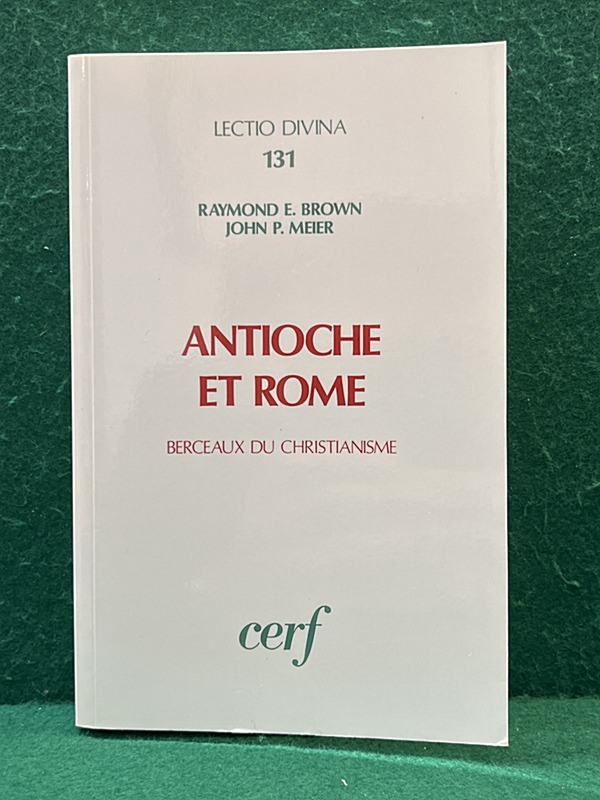 LECTIO DIVINA
131
RAYMOND E. BROWN
JOHN P. MEIER
ANTIOCHE
ET ROME
BERCEAUX DU CHRISTIANISME
cerf